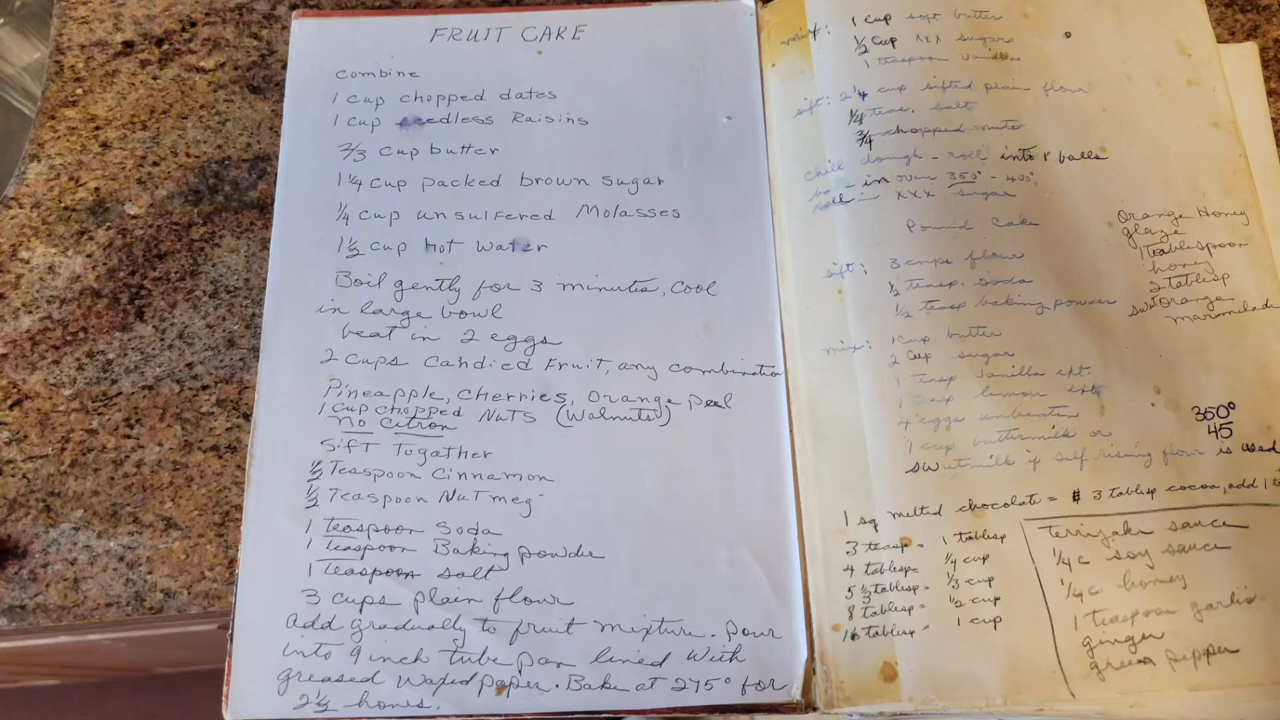 FRUIT CAKE
combine
1 cup chopped dates
1 cup seedless Raisins
2/3 cup butter
1 1/4 cup packed brown sugar
1/4 cup unsulfered Molasses
1 1/2 cup Hot Water
Boil gently for 3 minutes, Cool
in large bowl
beat in 2 eggs
2 cups Candied Fruit, any combination
Pineapple, Cherries, Orange Peel
1 Cup chopped Nuts (Walnuts)
No Citron
Sift Togather
1/2 Teaspoon Cinnamon
1/2 Teaspoon Nutmeg
1 teaspoon Soda
1 Teaspoon Baking powder
1 Teaspoon salt
3 cups plain flour
add gradually to fruit mixture. Pour
into 9 inch tube pan lined With
greased Waxed paper. Bake at 275° for
2 1/2 hours.
mix: 1 cup soft butter
1/2 cup XXX sugar
1 teaspoon vanilla
sift: 2 1/4 cup sifted plain flour
1/4 teas. salt
3/4 chopped nuts
chill dough - roll into 1" balls
in oven 350° - 400°
Roll in XXX sugar
Pound Cake
sift: 3 cups flour
1/2 teasp. soda
1/2 teasp baking powder
mix: 1 cup butter
2 cup sugar
1 teasp vanilla ext.
1 teasp lemon ext
4 eggs unbeaten
1 cup buttermilk or
swetmilk if self rising flour is used
Orange Honey
glaze
1 tablespoon
honey
2 tablesp
swt orange
marmelade
350°
45
1 sq melted chocolate = 3 tablesp cocoa, add 1
3 teasp = 1 tablesp
4 tablesp = 1/4 cup
5 1/3 tablesp = 1/3 cup
8 tablesp = 1/2 cup
16 tablesp = 1 cup
terriyake sauce
1/4 c soy sauce
1/4 c honey
1 teaspoon garlic
ginger
green pepper